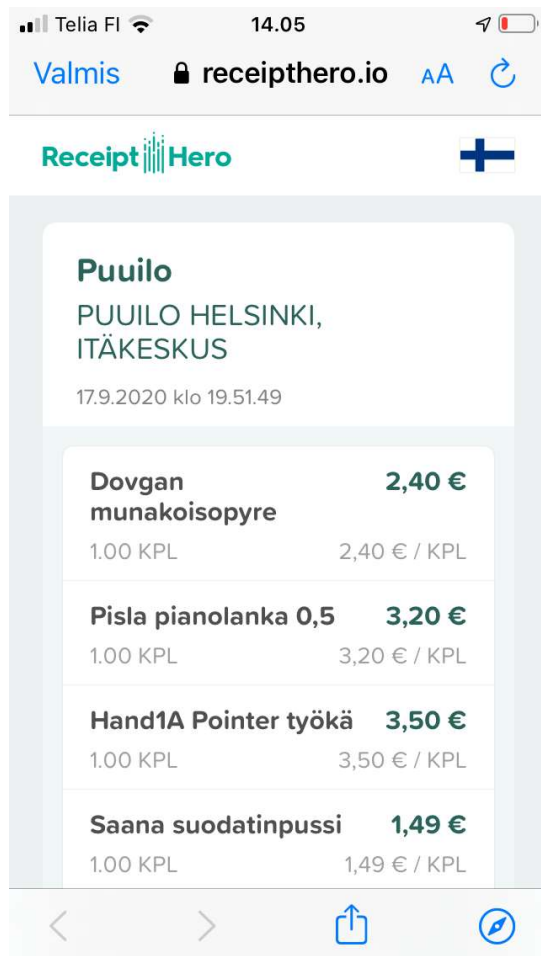 Telia FI 14.05
Valmis receipthero.io AA
Receipt Hero
Puuilo
PUUILO HELSINKI,
ITÄKESKUS
17.9.2020 klo 19.51.49
Dovgan 2,40 €
munakoisopyre
1.00 KPL 2,40 € / KPL
Pisla pianolanka 0,5 3,20 €
1.00 KPL 3,20 € / KPL
Hand1A Pointer työkä 3,50 €
1.00 KPL 3,50 € / KPL
Saana suodatinpussi 1,49 €
1.00 KPL 1,49 € / KPL